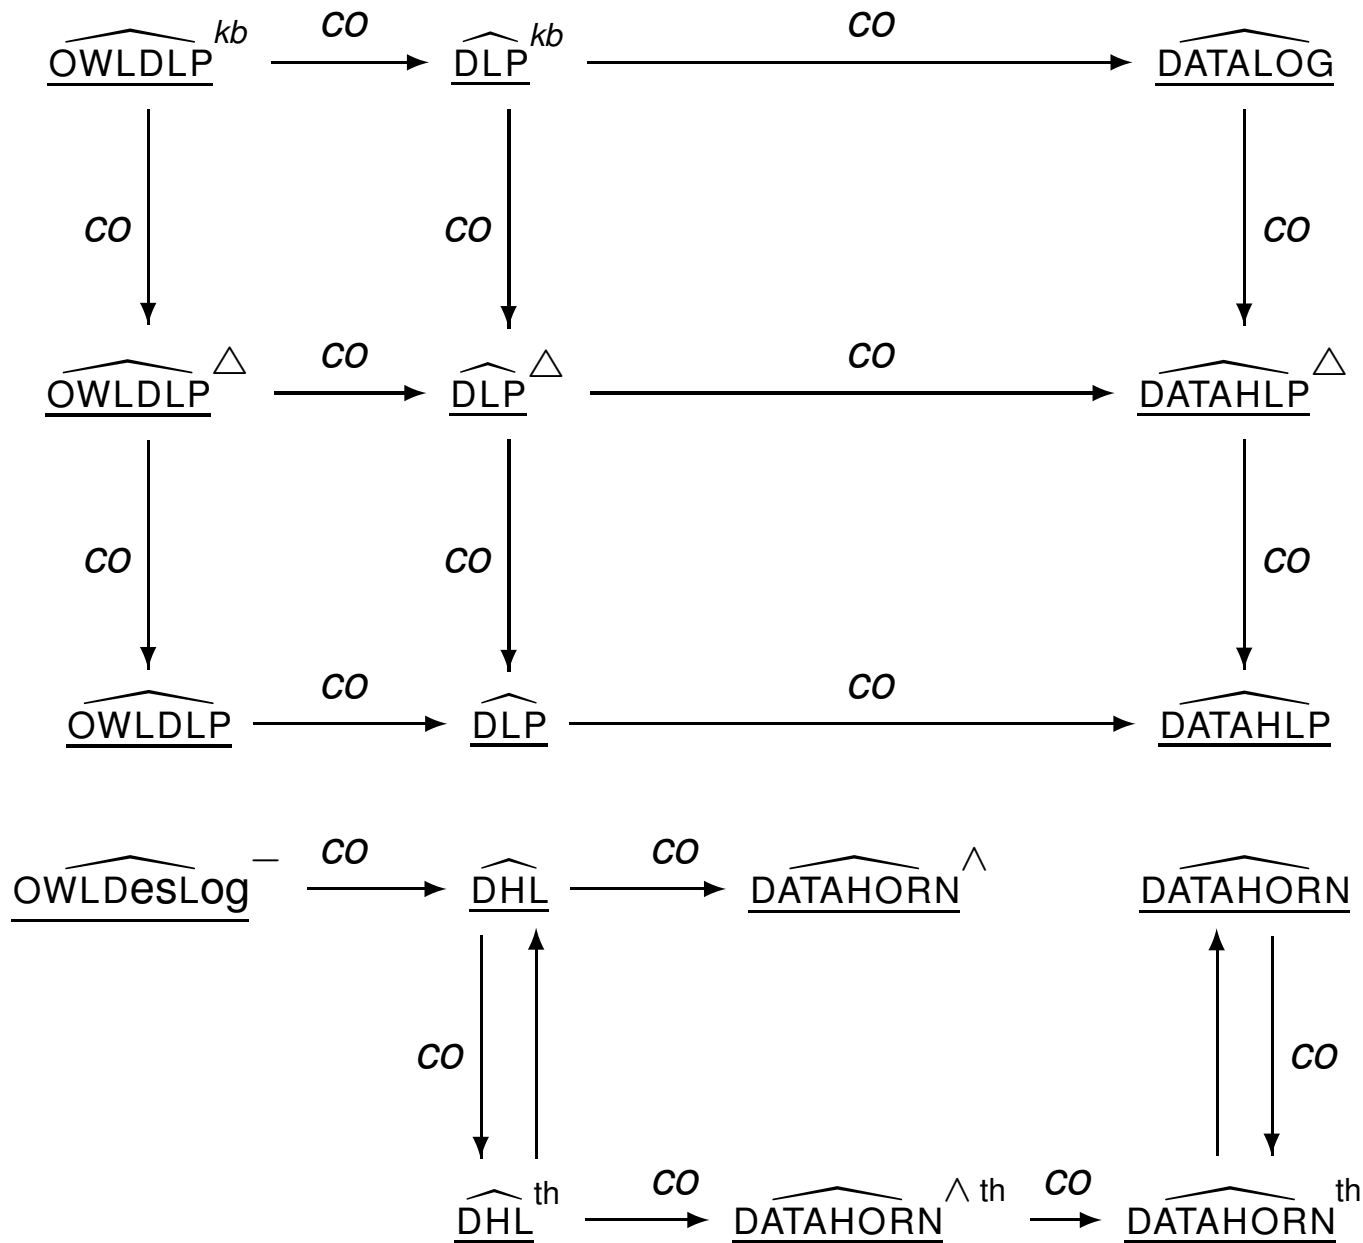 co co
OWLDLP^kb DLP^kb DATALOG
co co co
co co
OWLDLP^△ DLP^△ DATAHLP^△
co co co
co co
OWLDLP DLP DATAHLP
co co
OWLDesLog^— DHL DATAHORN^∧ DATAHORN
co co
co co
DHL^th DATAHORN^∧ th DATAHORN^th